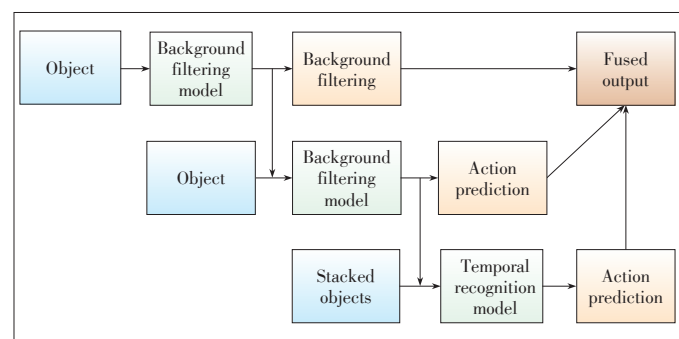 Object
Background
filtering
model
Background
filtering
Fused
output
Object
Background
filtering
model
Action
prediction
Stacked
objects
Temporal
recognition
model
Action
prediction